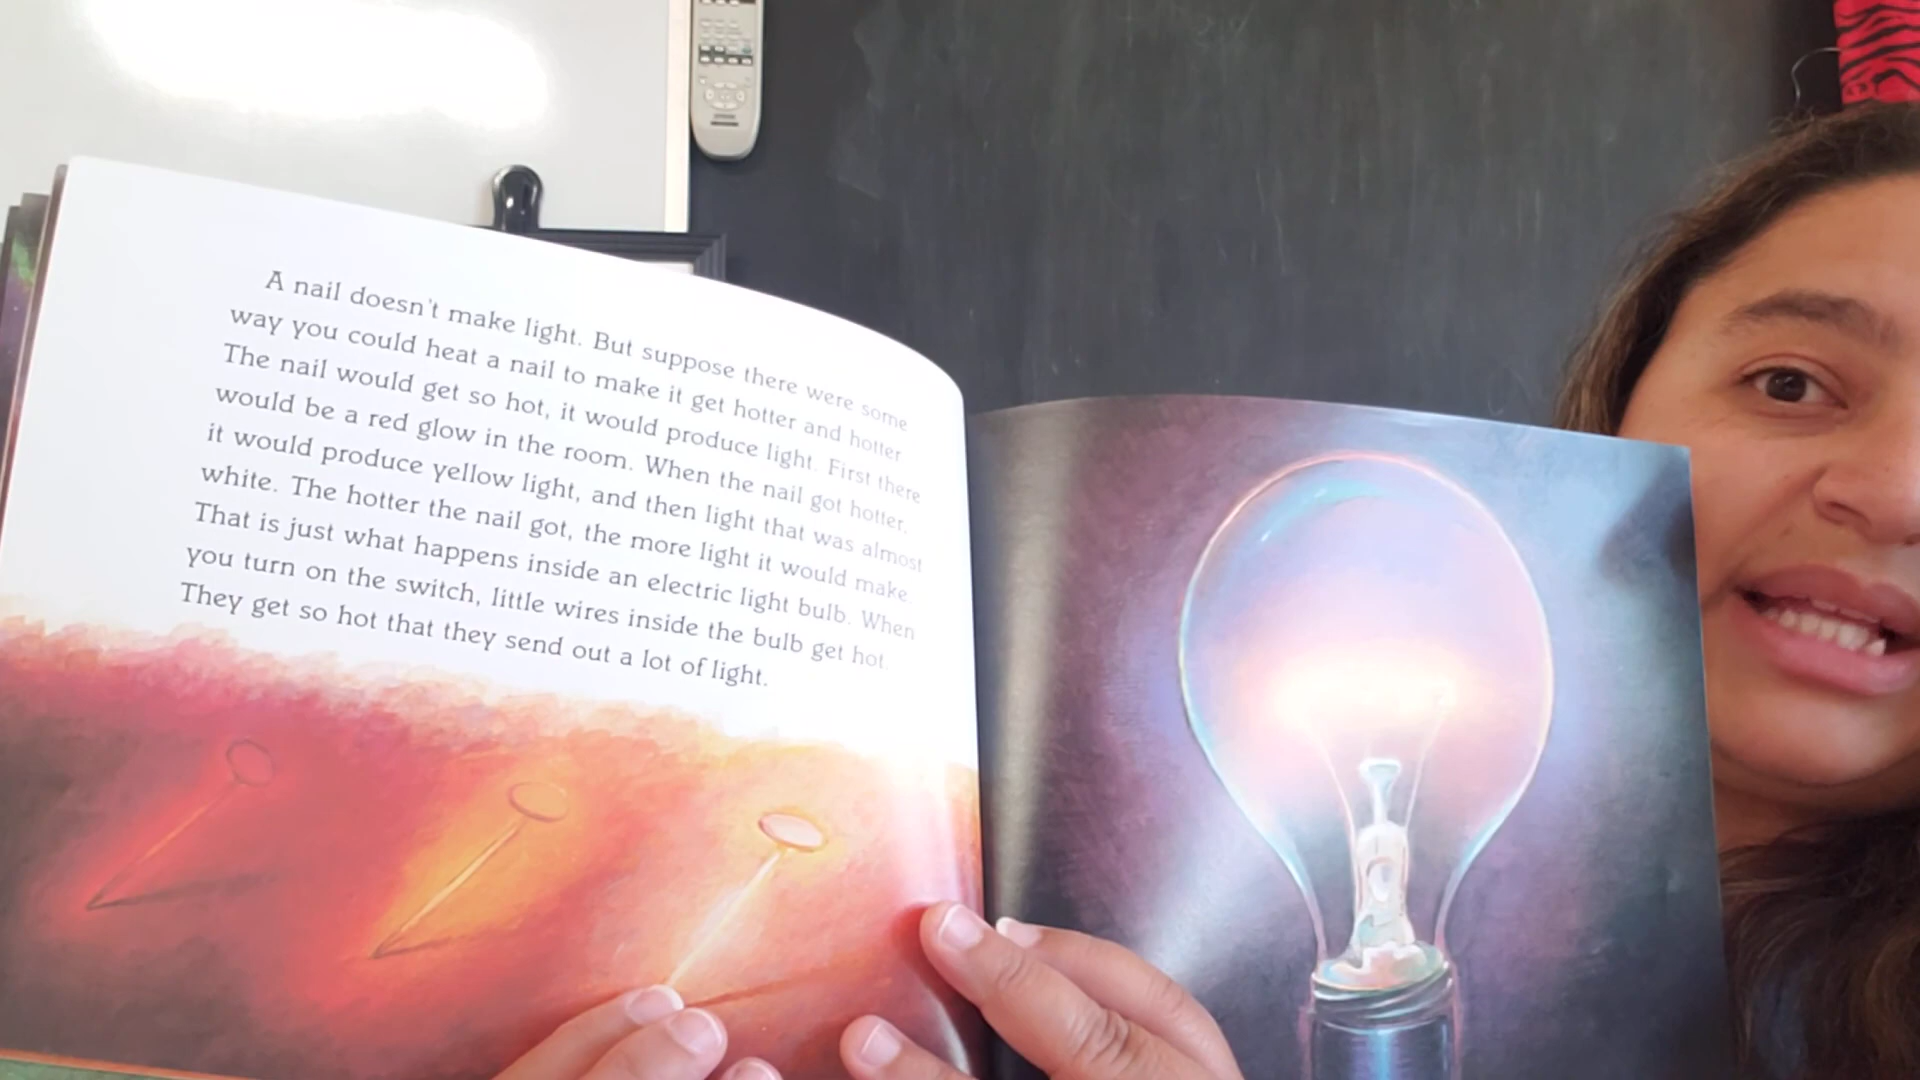 A nail doesn't make light. But suppose there were some
way you could heat a nail to make it get hotter and hotter
The nail would get so hot, it would produce light. First there
would be a red glow in the room. When the nail got hotter,
it would produce yellow light, and then light that was almost
white. The hotter the nail got, the more light it would make.
That is just what happens inside an electric light bulb. When
you turn on the switch, little wires inside the bulb get hot.
They get so hot that they send out a lot of light.